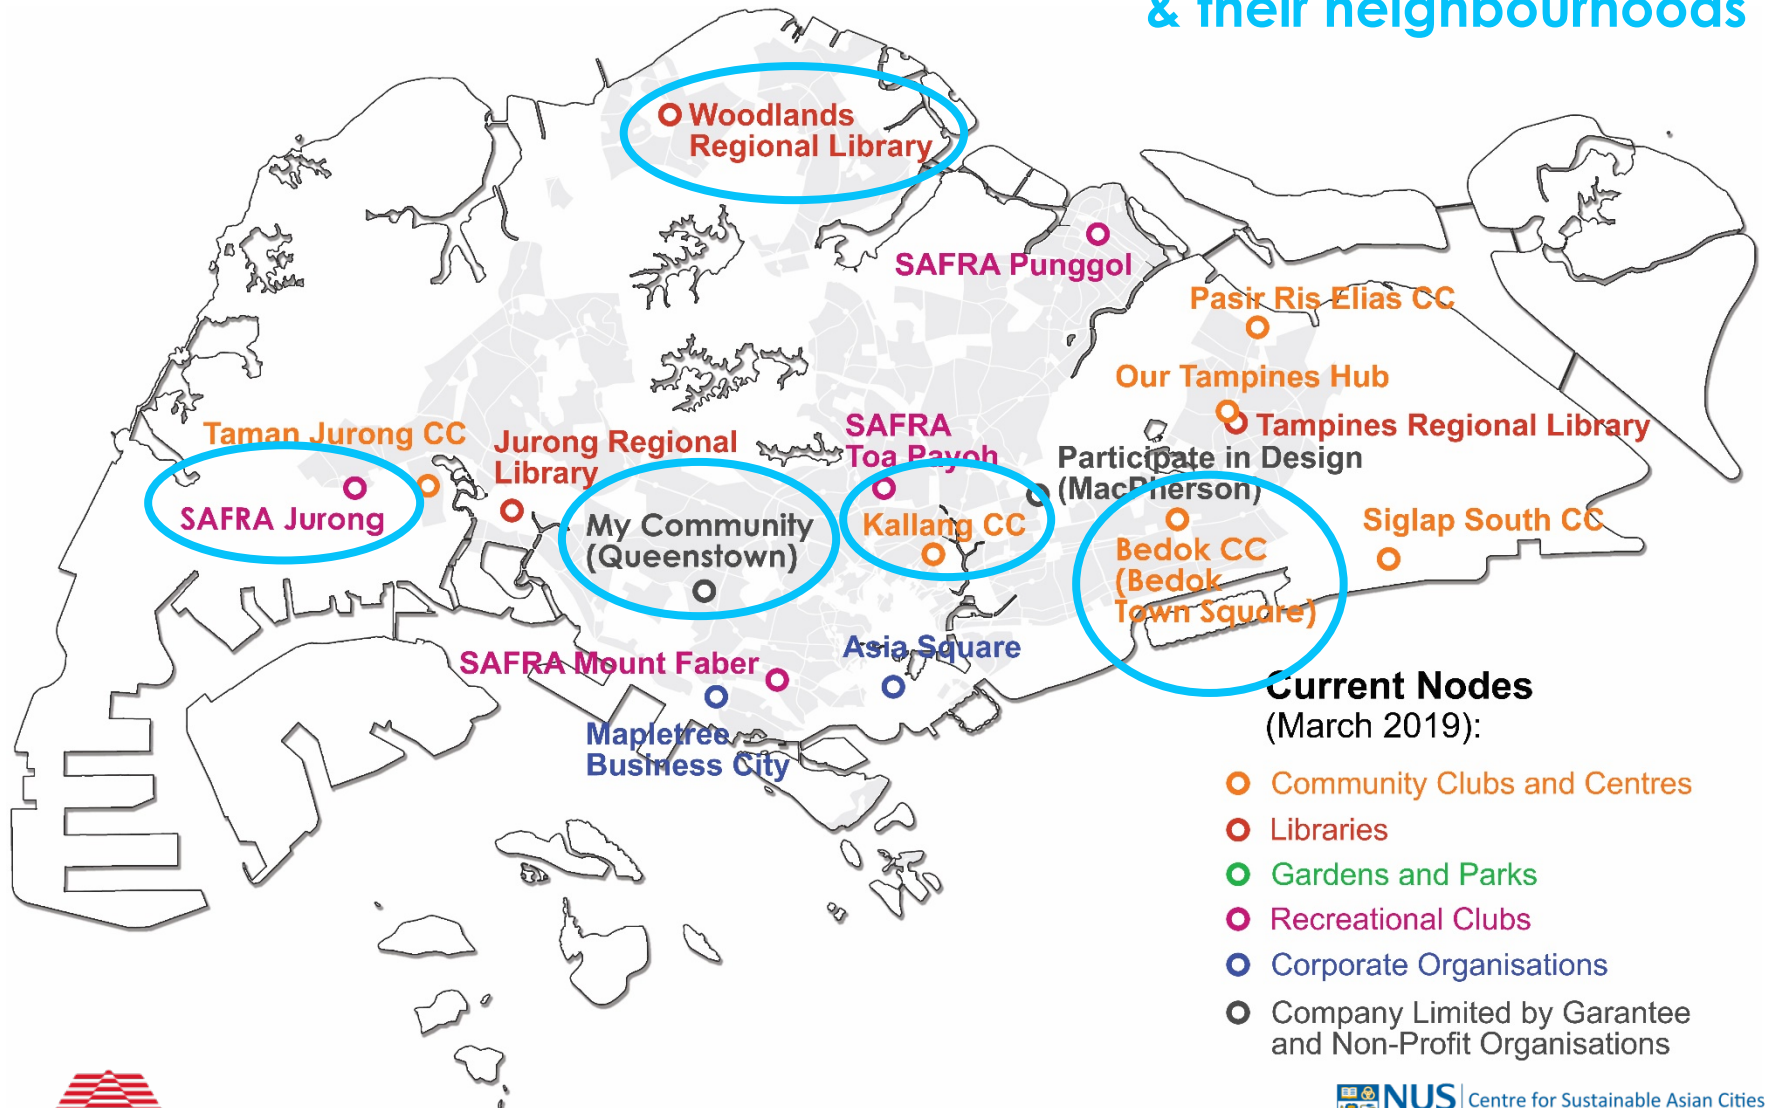 & their neighbourhoods
Woodlands
Regional Library
SAFRA Punggol
Pasir Ris Elias CC
Our Tampines Hub
Tampines Regional Library
Taman Jurong CC
Jurong Regional
Library
SAFRA
Toa Payoh
Participate in Design
(MacPherson)
SAFRA Jurong
My Community
(Queenstown)
Kallang CC
Bedok CC
(Bedok
Town Square)
Siglap South CC
SAFRA Mount Faber
Asia Square
Mapletree
Business City
Current Nodes
(March 2019):
Community Clubs and Centres
Libraries
Gardens and Parks
Recreational Clubs
Corporate Organisations
Company Limited by Garantee
and Non-Profit Organisations
NUS
Centre for Sustainable Asian Cities